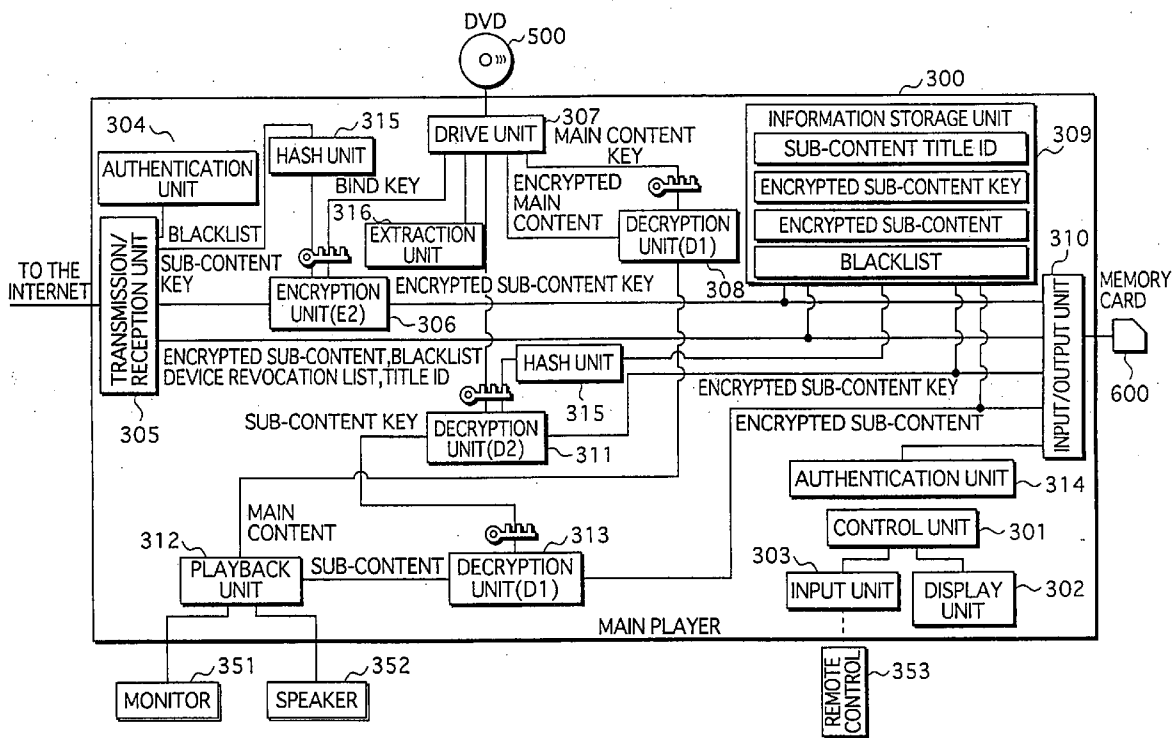 DVD
500
300
304
315
307
DRIVE UNIT
MAIN CONTENT
KEY
INFORMATION STORAGE UNIT
309
SUB-CONTENT TITLE ID
HASH UNIT
AUTHENTICATION
UNIT
BIND KEY
ENCRYPTED
MAIN
CONTENT
ENCRYPTED SUB-CONTENT KEY
316
EXTRACTION
UNIT
DECRYPTION
UNIT(D1)
308
ENCRYPTED SUB-CONTENT
BLACKLIST
310
TO THE
INTERNET
TRANSMISSION/
RECEPTION UNIT
305
BLACKLIST
SUB-CONTENT
KEY
ENCRYPTION
UNIT(E2)
306
ENCRYPTED SUB-CONTENT KEY
INPUT/OUTPUT UNIT
MEMORY
CARD
600
ENCRYPTED SUB-CONTENT,BLACKLIST
DEVICE REVOCATION LIST,TITLE ID
HASH UNIT
315
ENCRYPTED SUB-CONTENT KEY
SUB-CONTENT KEY
DECRYPTION
UNIT(D2)
311
ENCRYPTED SUB-CONTENT
AUTHENTICATION UNIT
314
MAIN
CONTENT
312
PLAYBACK
UNIT
SUB-CONTENT
313
DECRYPTION
UNIT(D1)
CONTROL UNIT
301
303
INPUT UNIT
DISPLAY
UNIT
302
MAIN PLAYER
351
MONITOR
352
SPEAKER
REMOTE
CONTROL
353